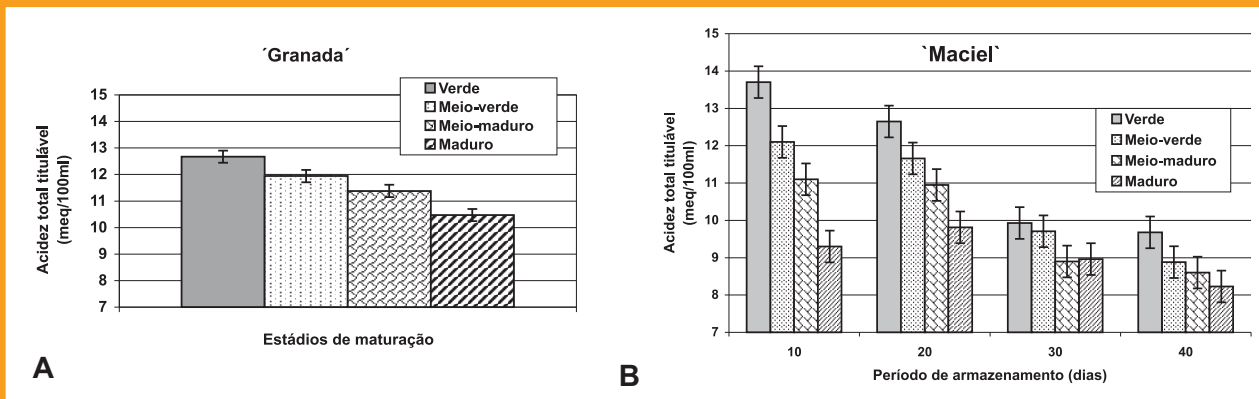 ´Granada´
Verde
Meio-verde
Meio-maduro
Maduro
15
14
13
12
11
10
9
8
7
Acidez total titulável
(meq/100ml)
Estádios de maturação
A
`Maciel`
Verde
Meio-verde
Meio-maduro
Maduro
15
14
13
12
11
10
9
8
7
Acidez total titulável
(meq/100ml)
10 20 30 40
Período de armazenamento (dias)
B